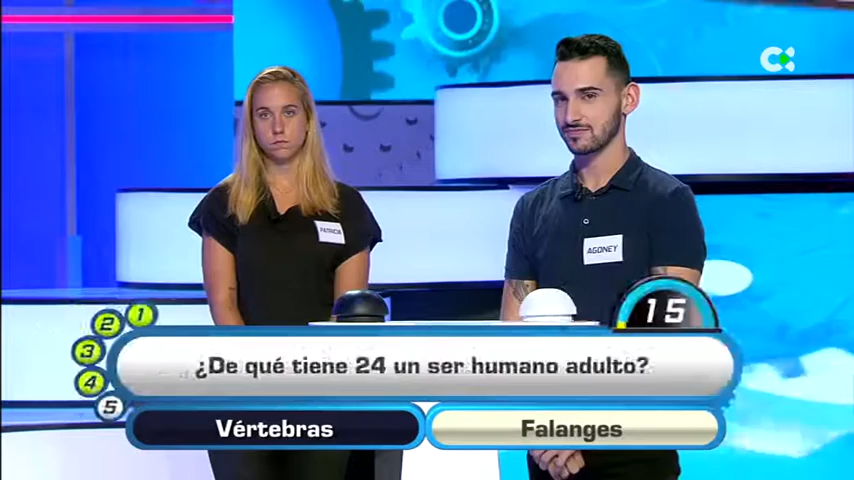 PATRICIA
AGONEY
15
1
2
3
4
5
¿De qué tiene 24 un ser humano adulto?
Vértebras
Falanges